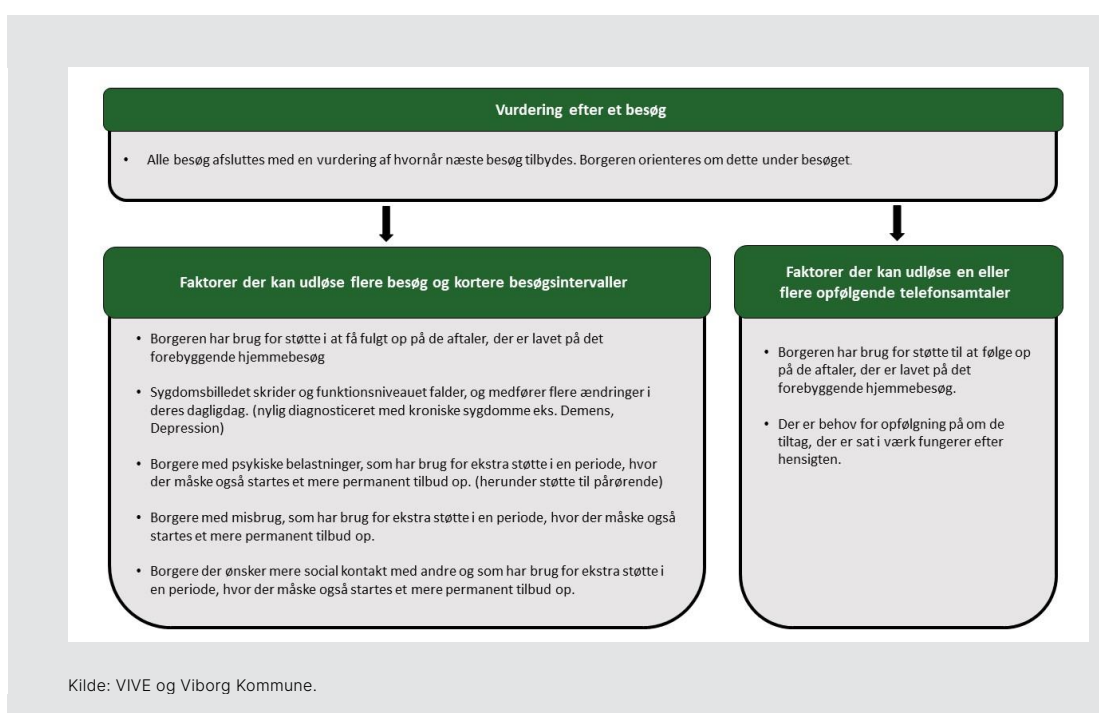 Vurdering efter et besøg
• Alle besøg afsluttes med en vurdering af hvornår næste besøg tilbydes. Borgeren orienteres om dette under besøget.
Faktorer der kan udløse flere besøg og kortere besøgsintervaller
• Borgeren har brug for støtte i at få fulgt op på de aftaler, der er lavet på det
forebyggende hjemmebesøg
• Sygdomsbilledet skrider og funktionsniveauet falder, og medfører flere ændringer i
deres dagligdag. (nylig diagnosticeret med kroniske sygdomme eks. Demens,
Depression)
• Borgere med psykiske belastninger, som har brug for ekstra støtte i en periode, hvor
der måske også startes et mere permanent tilbud op. (herunder støtte til pårørende)
• Borgere med misbrug, som har brug for ekstra støtte i en periode, hvor der måske også
startes et mere permanent tilbud op.
• Borgere der ønsker mere social kontakt med andre og som har brug for ekstra støtte i
en periode, hvor der måske også startes et mere permanent tilbud op.
Faktorer der kan udløse en eller
flere opfølgende telefonsamtaler
• Borgeren har brug for støtte til at følge op
på de aftaler, der er lavet på det
forebyggende hjemmebesøg.
• Der er behov for opfølgning på om de
tiltag, der er sat i værk fungerer efter
hensigten.
Kilde: VIVE og Viborg Kommune.